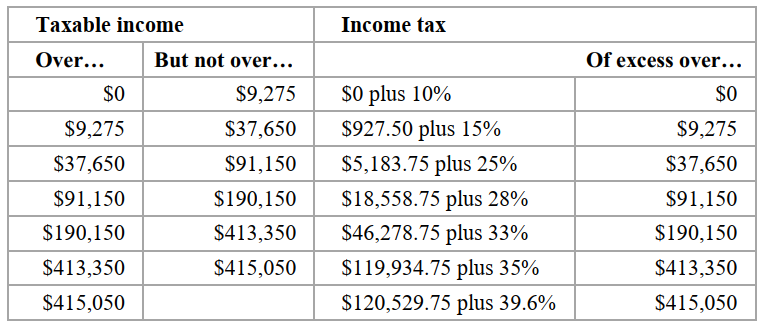 Taxable income Income tax
Over… But not over… Of excess over…
$0 $9,275 $0 plus 10% $0
$9,275 $37,650 $927.50 plus 15% $9,275
$37,650 $91,150 $5,183.75 plus 25% $37,650
$91,150 $190,150 $18,558.75 plus 28% $91,150
$190,150 $413,350 $46,278.75 plus 33% $190,150
$413,350 $415,050 $119,934.75 plus 35% $413,350
$415,050 $120,529.75 plus 39.6% $415,050